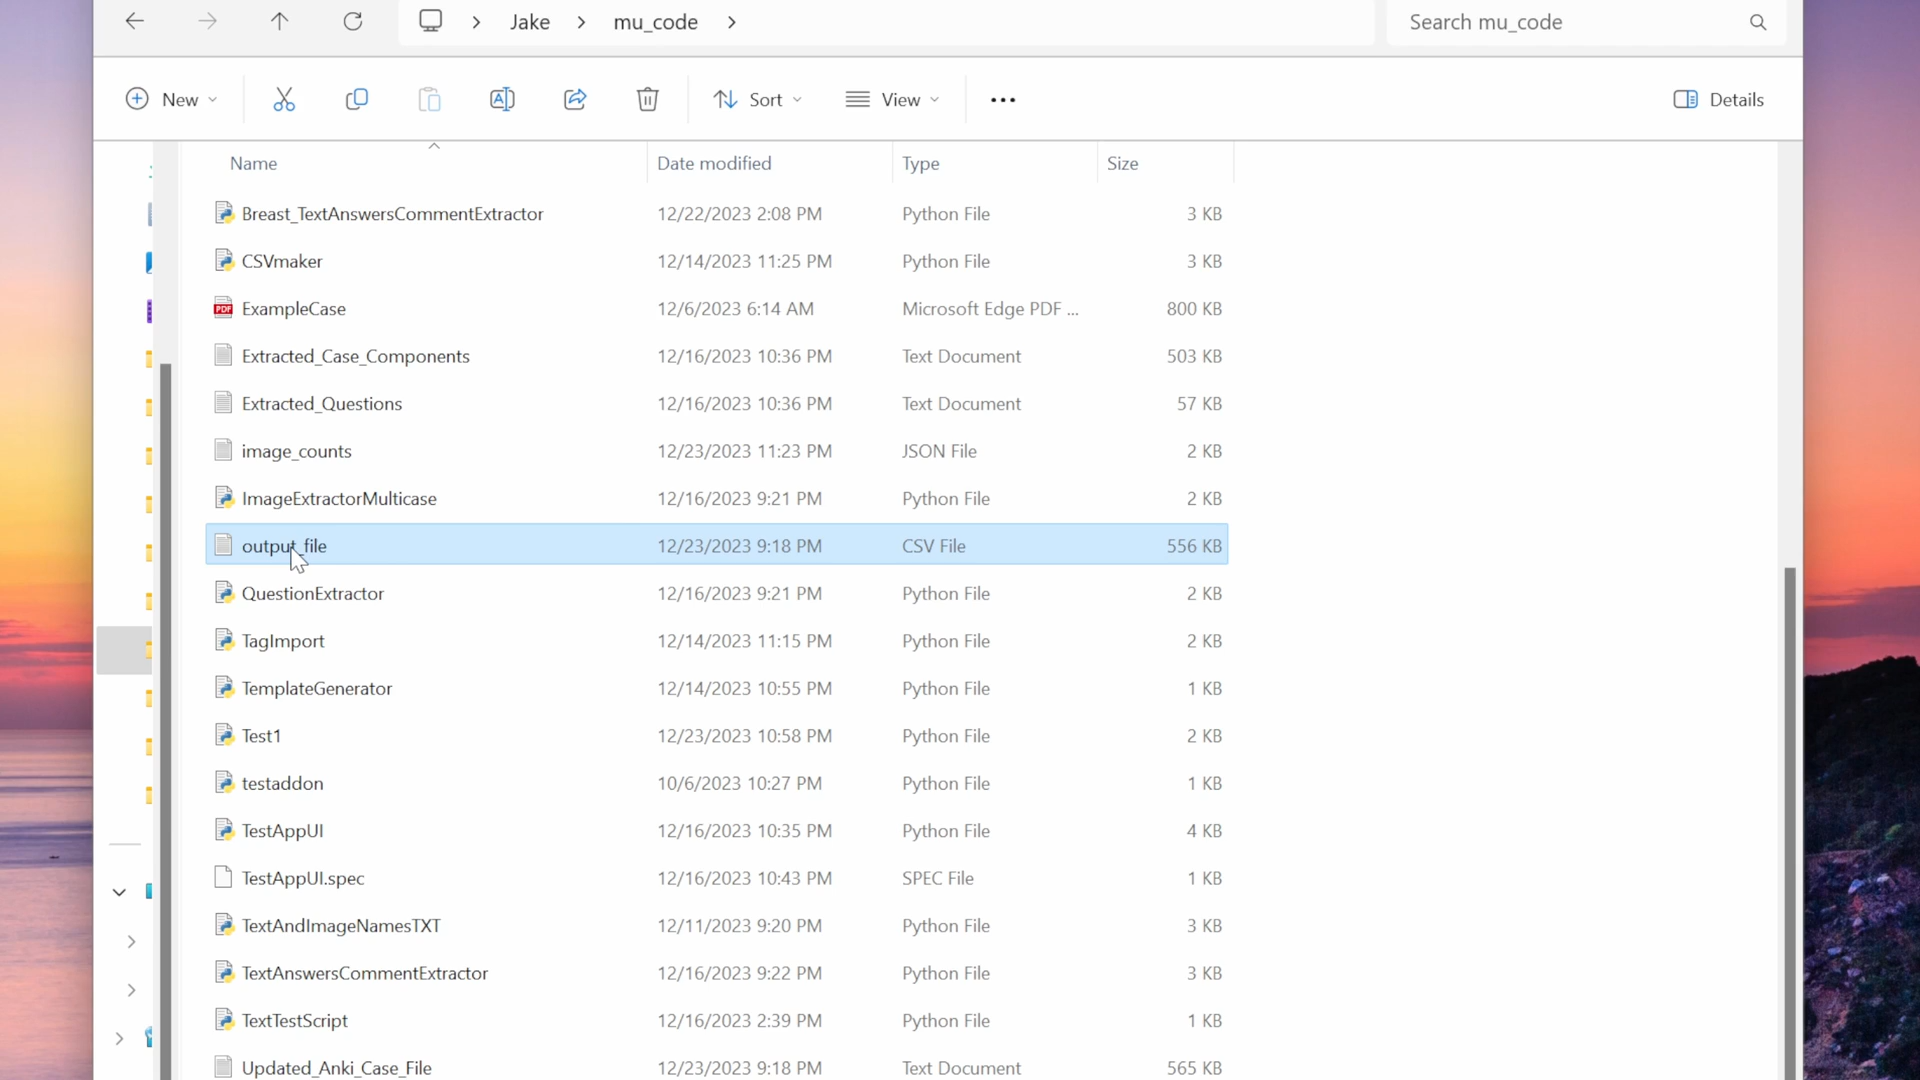 Jake mu_code Search mu_code
New Sort View Details
Name Date modified Type Size
Breast_TextAnswersCommentExtractor 12/22/2023 2:08 PM Python File 3 KB
CSVmaker 12/14/2023 11:25 PM Python File 3 KB
PDF ExampleCase 12/6/2023 6:14 AM Microsoft Edge PDF ... 800 KB
Extracted_Case_Components 12/16/2023 10:36 PM Text Document 503 KB
Extracted_Questions 12/16/2023 10:36 PM Text Document 57 KB
image_counts 12/23/2023 11:23 PM JSON File 2 KB
ImageExtractorMulticase 12/16/2023 9:21 PM Python File 2 KB
output_file 12/23/2023 9:18 PM CSV File 556 KB
QuestionExtractor 12/16/2023 9:21 PM Python File 2 KB
TagImport 12/14/2023 11:15 PM Python File 2 KB
TemplateGenerator 12/14/2023 10:55 PM Python File 1 KB
Test1 12/23/2023 10:58 PM Python File 2 KB
testaddon 10/6/2023 10:27 PM Python File 1 KB
TestAppUI 12/16/2023 10:35 PM Python File 4 KB
TestAppUI.spec 12/16/2023 10:43 PM SPEC File 1 KB
TextAndImageNamesTXT 12/11/2023 9:20 PM Python File 3 KB
TextAnswersCommentExtractor 12/16/2023 9:22 PM Python File 3 KB
TextTestScript 12/16/2023 2:39 PM Python File 1 KB
Updated_Anki_Case_File 12/23/2023 9:18 PM Text Document 565 KB